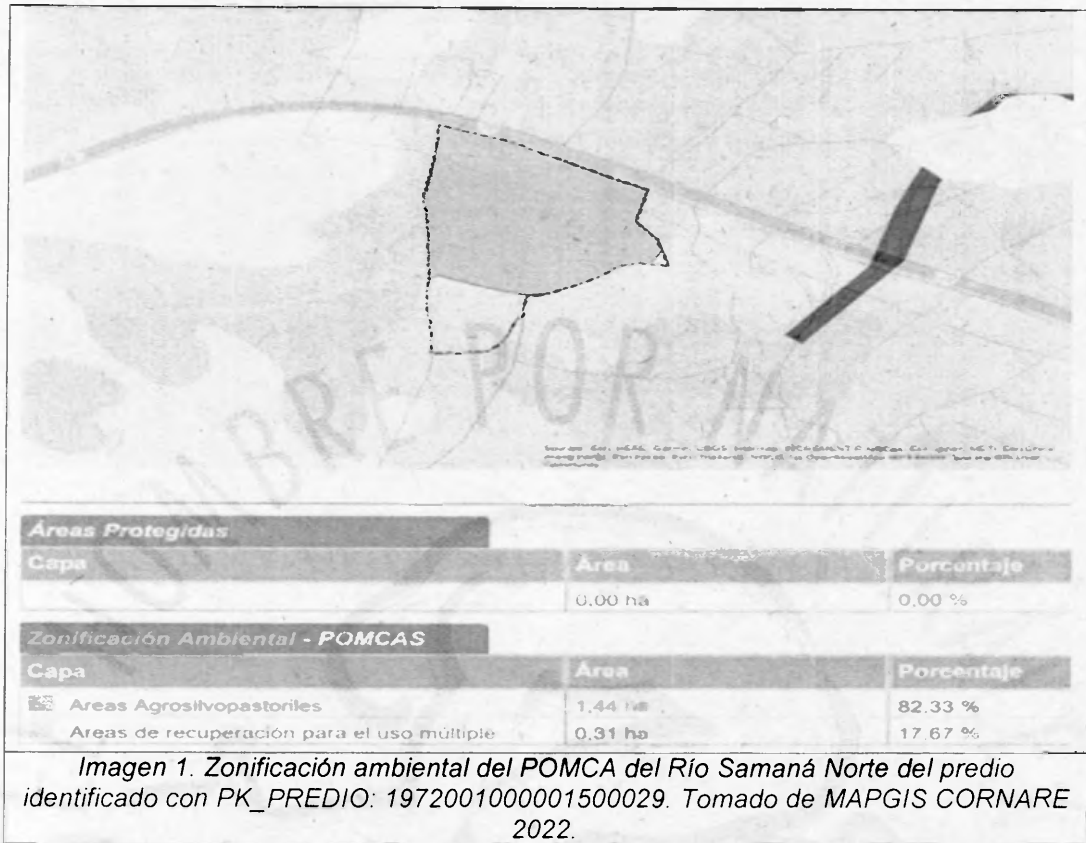 Áreas Protegidas
Capa Área Porcentaje
0,00 ha 0,00 %
Zonificación Ambiental - POMCAS
Capa Área Porcentaje
Areas Agrosilvopastoriles 1,44 ha 82.33 %
Areas de recuperación para el uso múltiple 0,31 ha 17,67 %
Imagen 1. Zonificación ambiental del POMCA del Río Samaná Norte del predio
identificado con PK_PREDIO: 1972001000001500029. Tomado de MAPGIS CORNARE
2022.